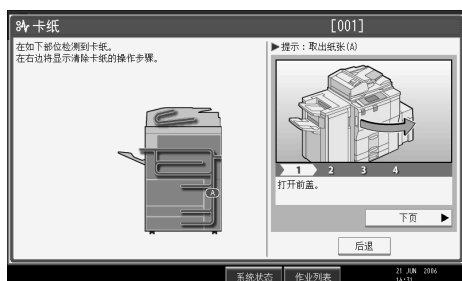 卡纸 [001]
在如下部位检测到卡纸。
在右边将显示清除卡纸的操作步骤。
▶提示：取出纸张(A)
A
1 2 3 4
打开前盖。
下页 ▶
后退
系统状态 作业列表 21 JUN 2006
14:31